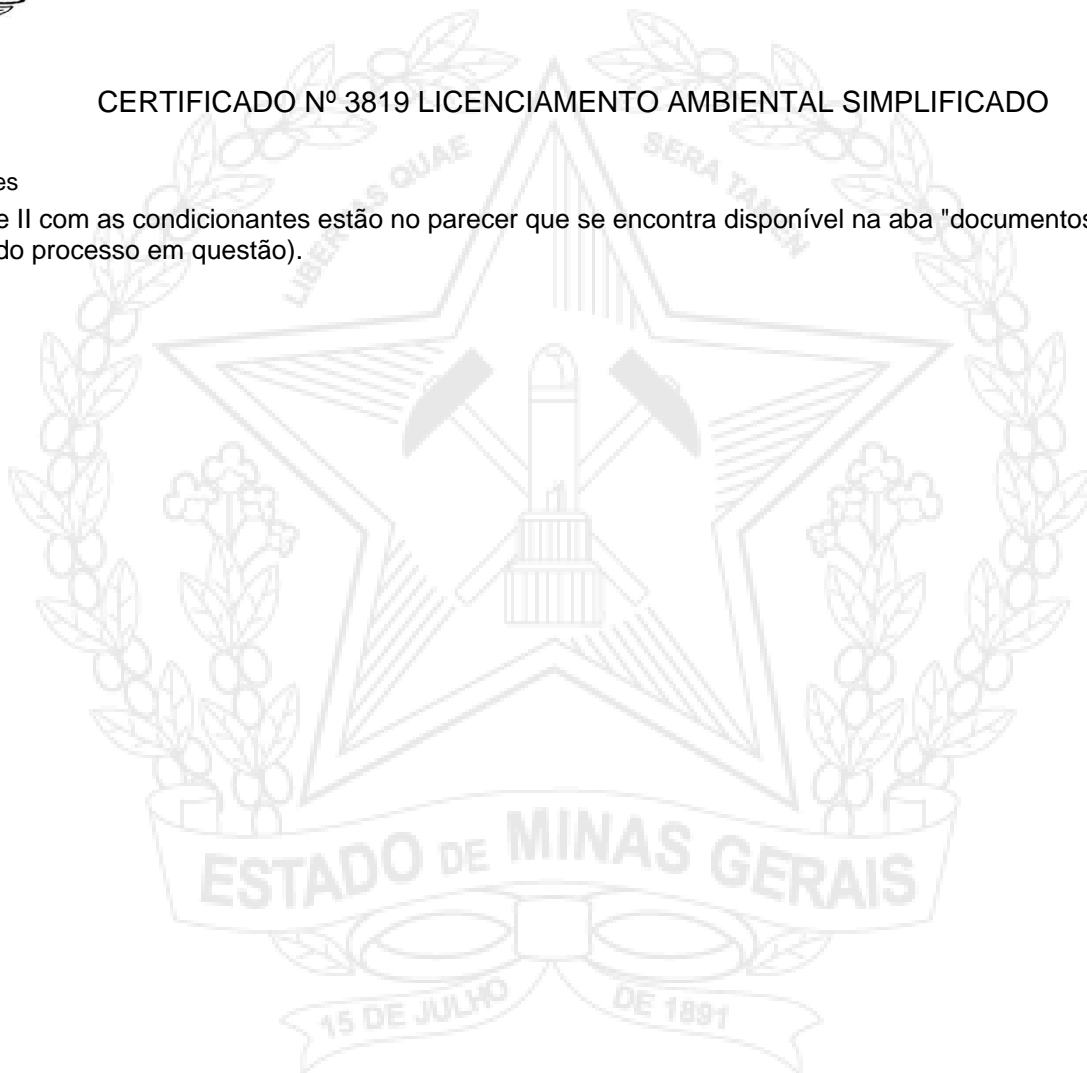 CERTIFICADO Nº 3819 LICENCIAMENTO AMBIENTAL SIMPLIFICADO
es
e II com as condicionantes estão no parecer que se encontra disponível na aba "documentos
do processo em questão).
LIBERTAS QUAE SERA TAMEN
ESTADO DE MINAS GERAIS
15 DE JULHO DE 1891